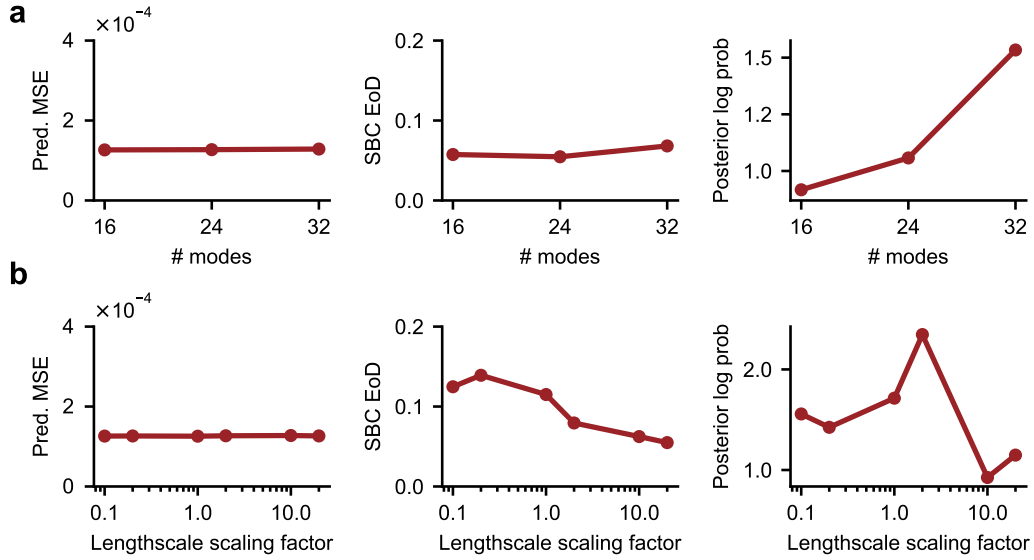 a
×10⁻⁴
4
2
0
Pred. MSE
16 24 32
# modes
0.2
0.1
0.0
SBC EoD
16 24 32
# modes
1.5
1.2
1.0
Posterior log prob
16 24 32
# modes
b
×10⁻⁴
4
2
0
Pred. MSE
0.1 1.0 10.0
Lengthscale scaling factor
0.2
0.1
0.0
SBC EoD
0.1 1.0 10.0
Lengthscale scaling factor
2.0
1.0
Posterior log prob
0.1 1.0 10.0
Lengthscale scaling factor